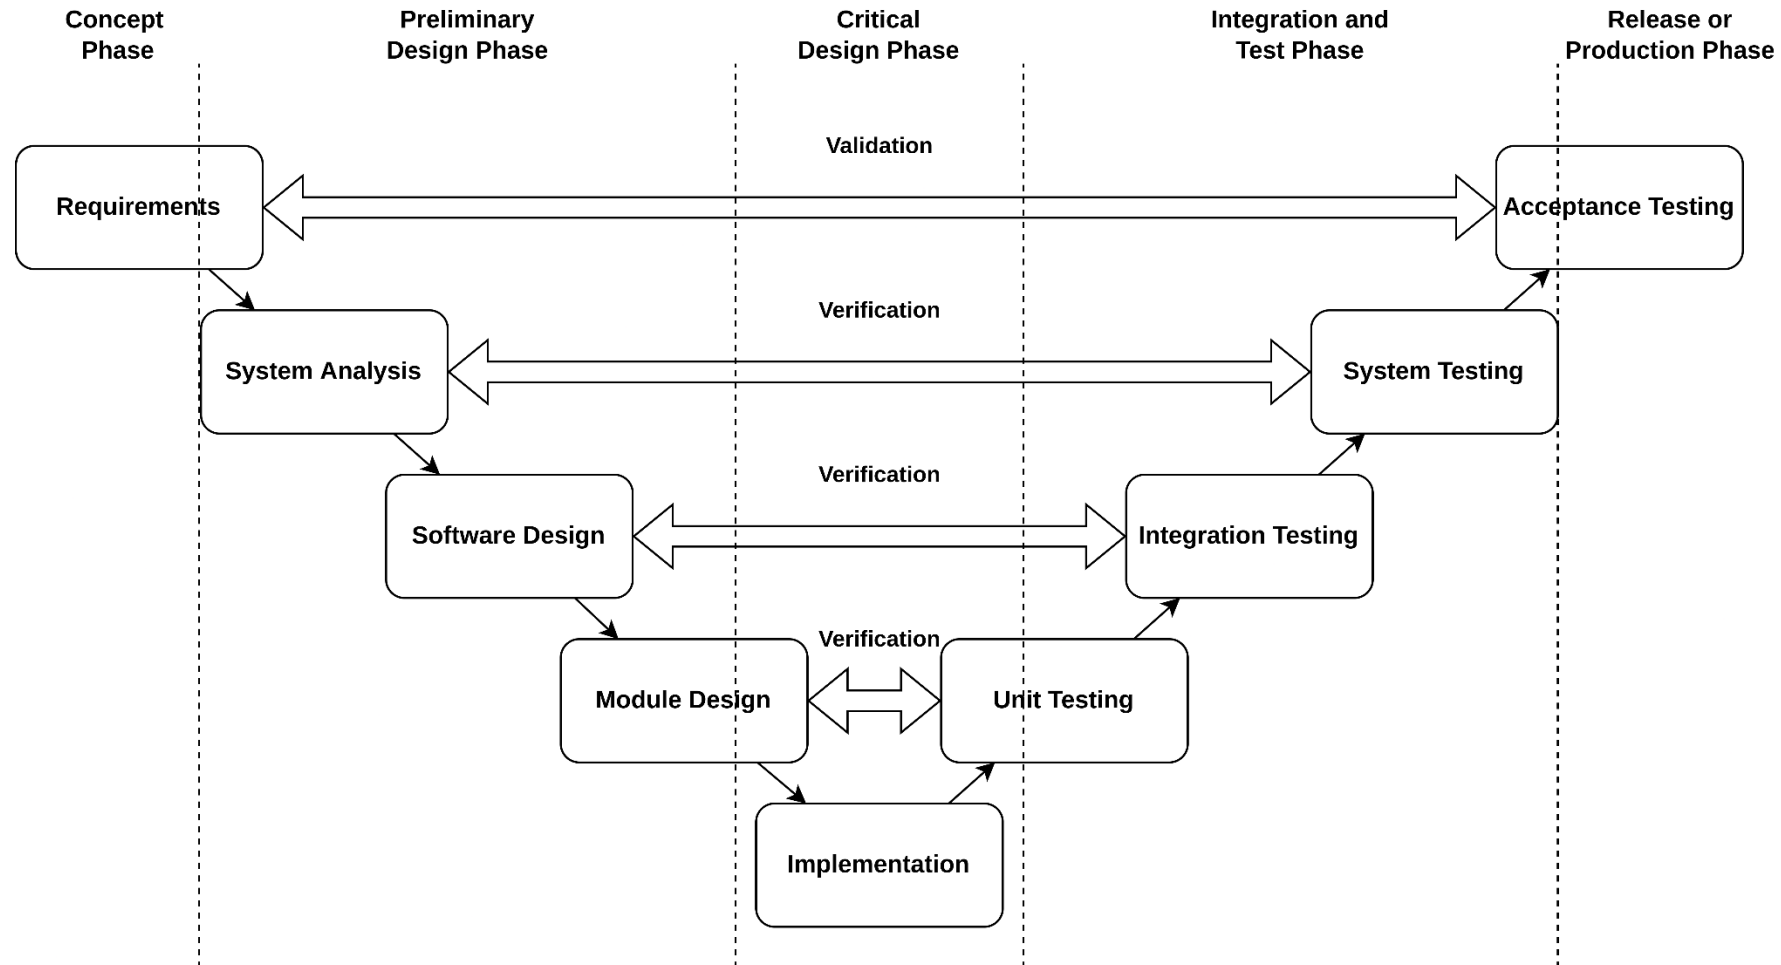 Concept
Phase
Preliminary
Design Phase
Critical
Design Phase
Integration and
Test Phase
Release or
Production Phase
Validation
Requirements
Acceptance Testing
Verification
System Analysis
System Testing
Verification
Software Design
Integration Testing
Verification
Module Design
Unit Testing
Implementation